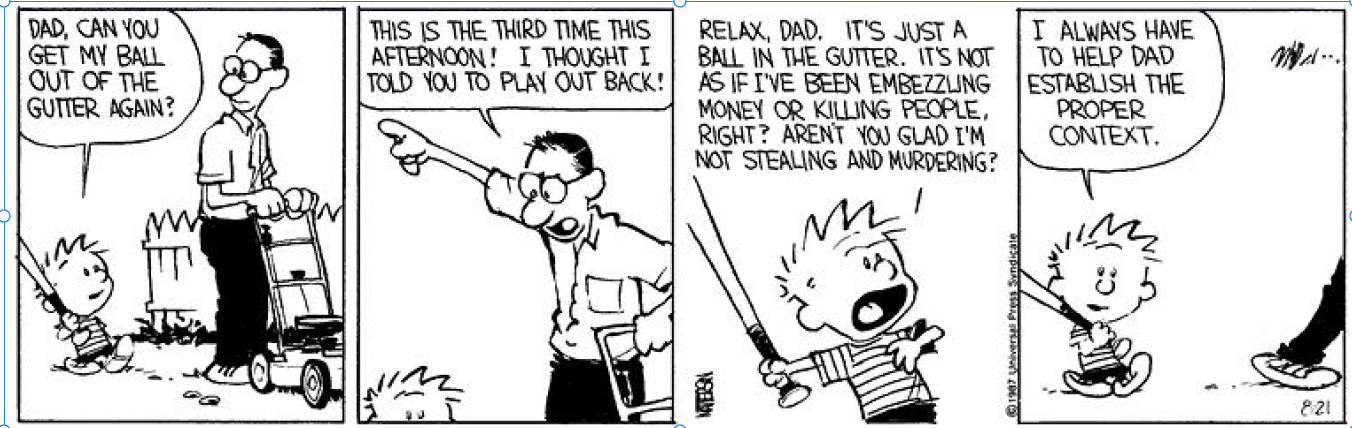 DAD, CAN YOU
GET MY BALL
OUT OF THE
GUTTER AGAIN?
THIS IS THE THIRD TIME THIS
AFTERNOON! I THOUGHT I
TOLD YOU TO PLAY OUT BACK!
RELAX, DAD. IT'S JUST A
BALL IN THE GUTTER. IT'S NOT
AS IF I'VE BEEN EMBEZZLING
MONEY OR KILLING PEOPLE,
RIGHT? AREN'T YOU GLAD I'M
NOT STEALING AND MURDERING?
WATTERSON
I ALWAYS HAVE
TO HELP DAD
ESTABLISH THE
PROPER
CONTEXT.
© 1987 Universal Press Syndicate
8·21